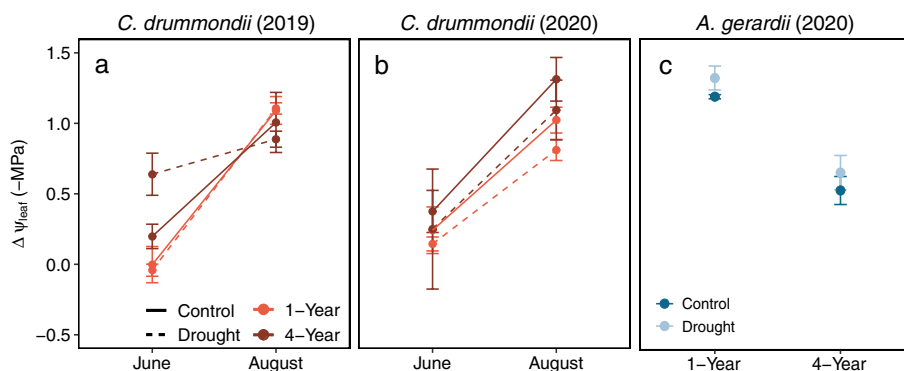 C. drummondii (2019)
C. drummondii (2020)
A. gerardii (2020)
Δ ψleaf (−MPa)
1.5
1.0
0.5
0.0
−0.5
a
Control
Drought
1−Year
4−Year
June
August
b
June
August
c
Control
Drought
1−Year
4−Year